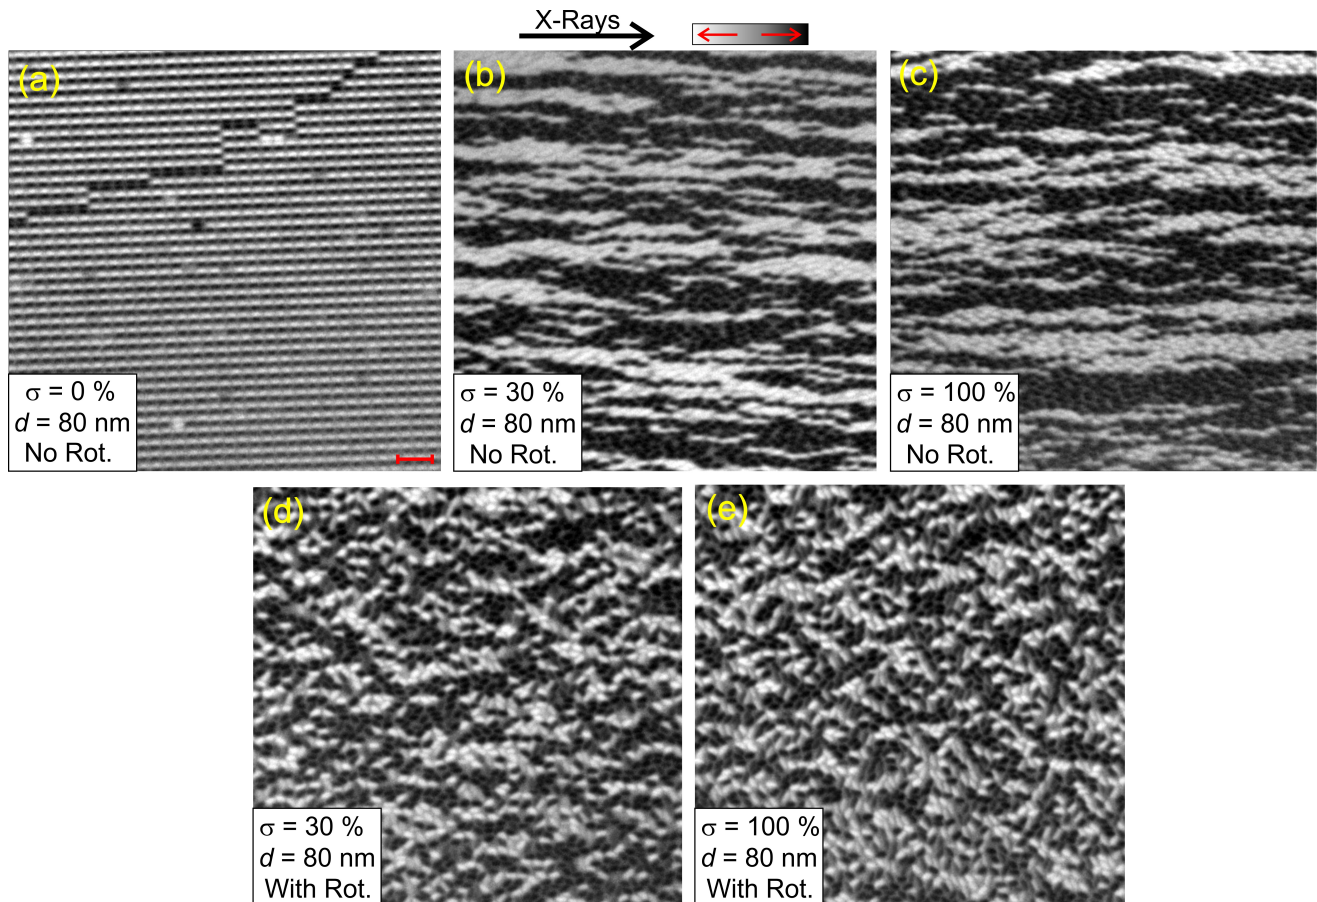 X-Rays
(a)
(b)
(c)
σ = 0 %
d = 80 nm
No Rot.
σ = 30 %
d = 80 nm
No Rot.
σ = 100 %
d = 80 nm
No Rot.
(d)
(e)
σ = 30 %
d = 80 nm
With Rot.
σ = 100 %
d = 80 nm
With Rot.